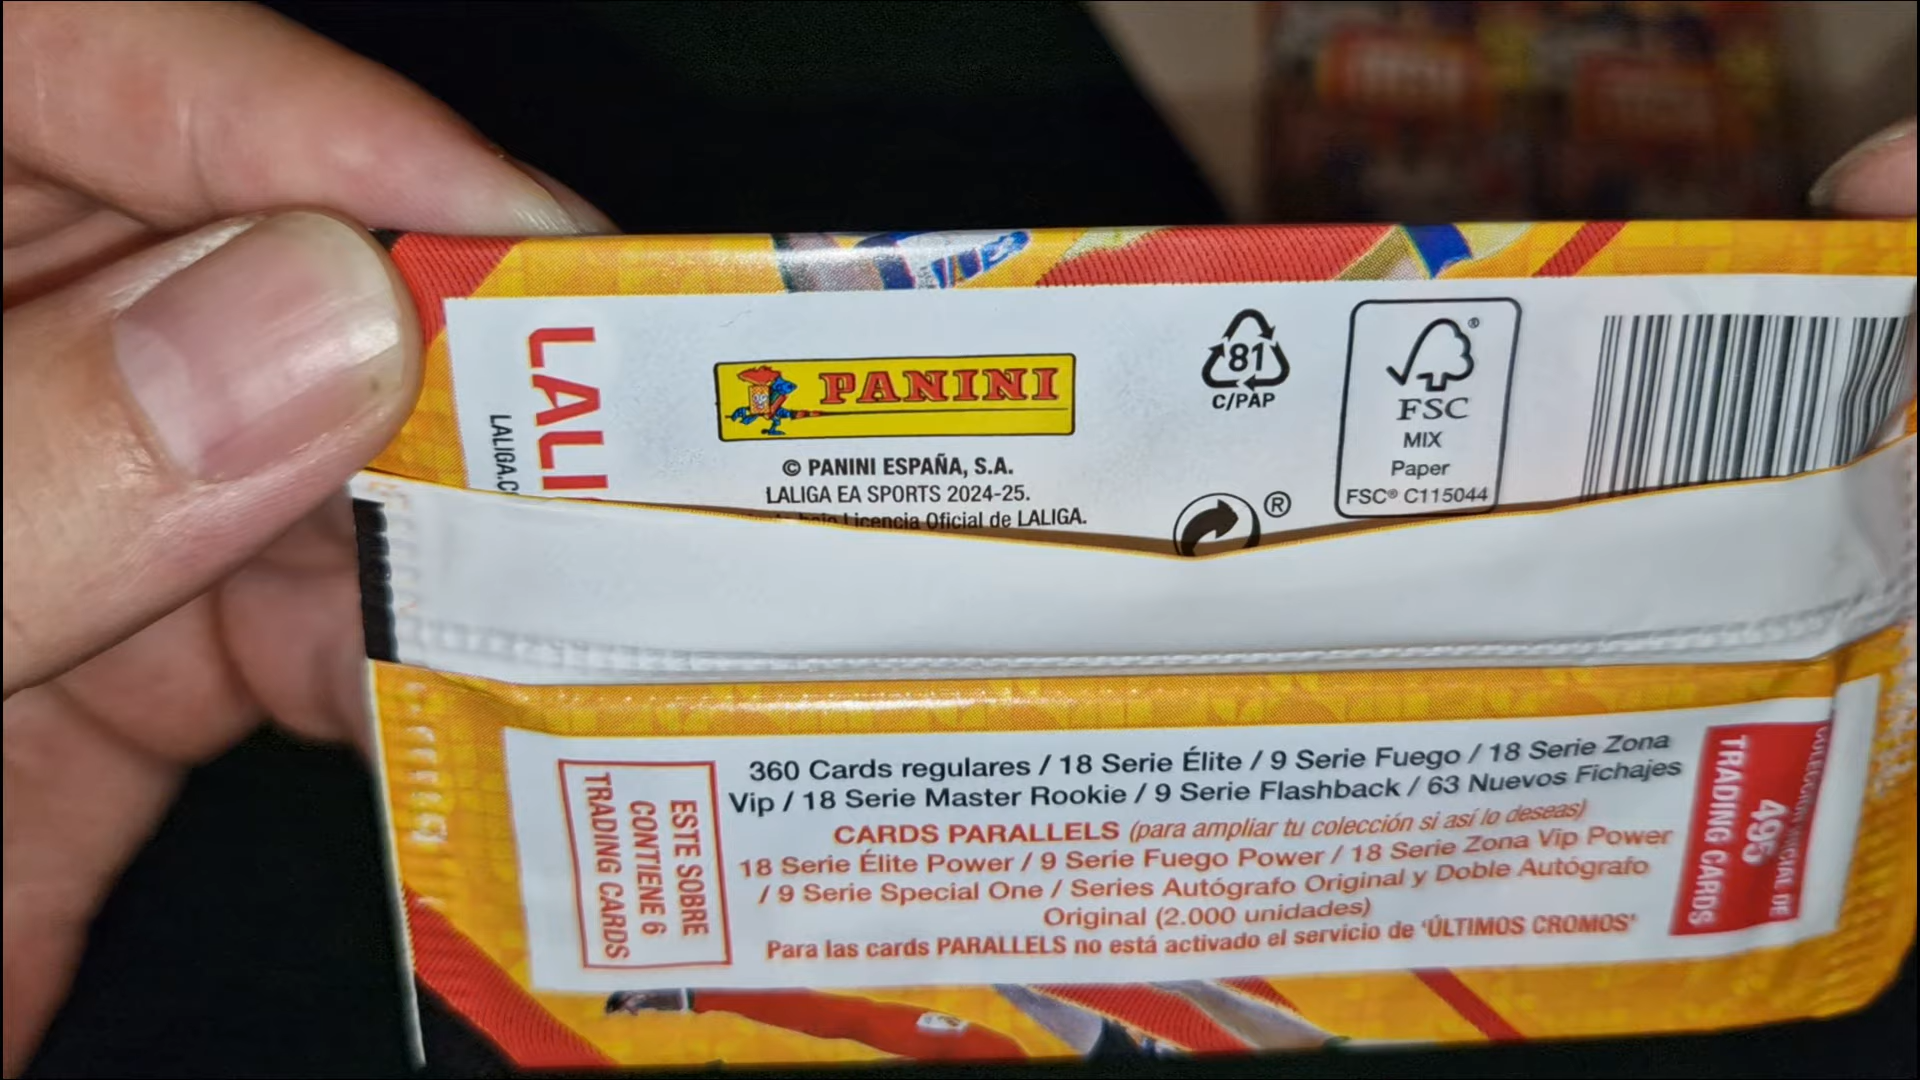 LALI
LALIGA.C
PANINI
© PANINI ESPAÑA, S.A.
LALIGA EA SPORTS 2024-25.
Licencia Oficial de LALIGA.
81
C/PAP
®
FSC
MIX
Paper
FSC® C115044
®
ESTE SOBRE
CONTIENE 6
TRADING CARDS
360 Cards regulares / 18 Serie Élite / 9 Serie Fuego / 18 Serie Zona
Vip / 18 Serie Master Rookie / 9 Serie Flashback / 63 Nuevos Fichajes
CARDS PARALLELS (para ampliar tu colección si así lo deseas)
18 Serie Élite Power / 9 Serie Fuego Power / 18 Serie Zona Vip Power
/ 9 Serie Special One / Series Autógrafo Original y Doble Autógrafo
Original (2.000 unidades)
Para las cards PARALLELS no está activado el servicio de 'ÚLTIMOS CROMOS'
COLECCIÓN OFICIAL DE
495
TRADING CARDS